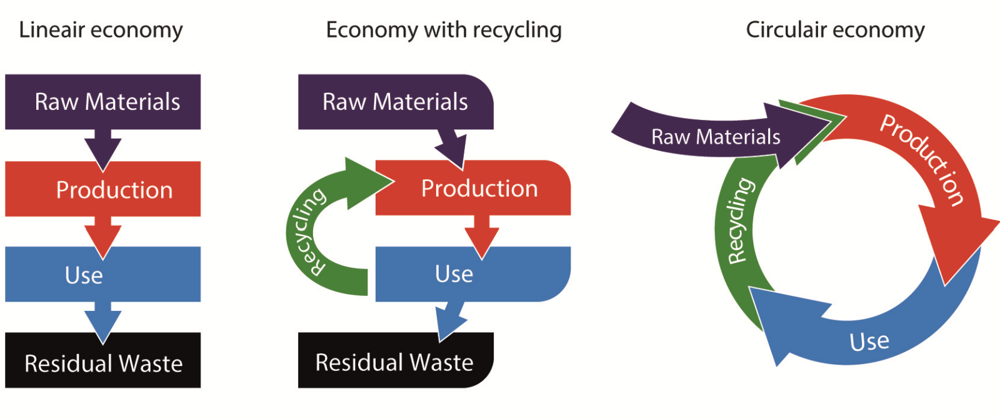 Lineair economy
Raw Materials
Production
Use
Residual Waste
Economy with recycling
Raw Materials
Production
Recycling
Use
Residual Waste
Circulair economy
Raw Materials
Production
Use
Recycling